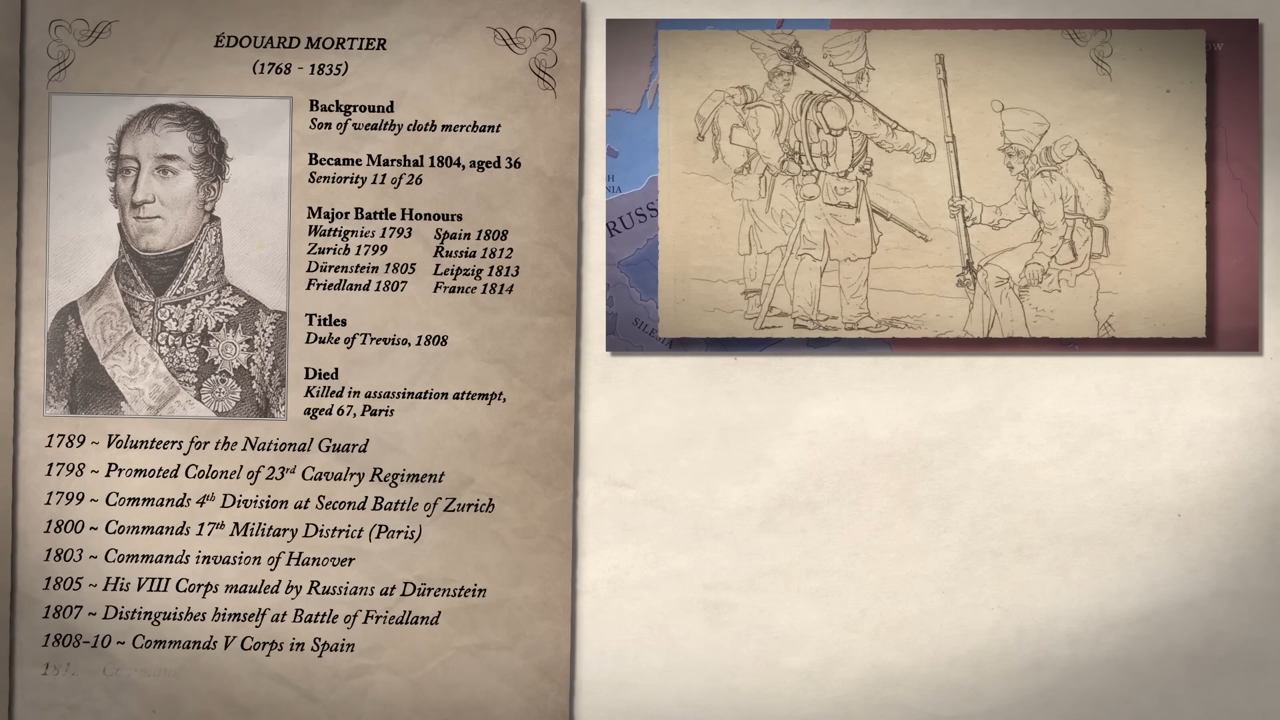 ÉDOUARD MORTIER
(1768 - 1835)
Background
Son of wealthy cloth merchant
Became Marshal 1804, aged 36
Seniority 11 of 26
Major Battle Honours
Wattignies 1793 Spain 1808
Zurich 1799 Russia 1812
Dürenstein 1805 Leipzig 1813
Friedland 1807 France 1814
Titles
Duke of Treviso, 1808
Died
Killed in assassination attempt,
aged 67, Paris
1789 ~ Volunteers for the National Guard
1798 ~ Promoted Colonel of 23rd Cavalry Regiment
1799 ~ Commands 4th Division at Second Battle of Zurich
1800 ~ Commands 17th Military District (Paris)
1803 ~ Commands invasion of Hanover
1805 ~ His VIII Corps mauled by Russians at Dürenstein
1807 ~ Distinguishes himself at Battle of Friedland
1808-10 ~ Commands V Corps in Spain